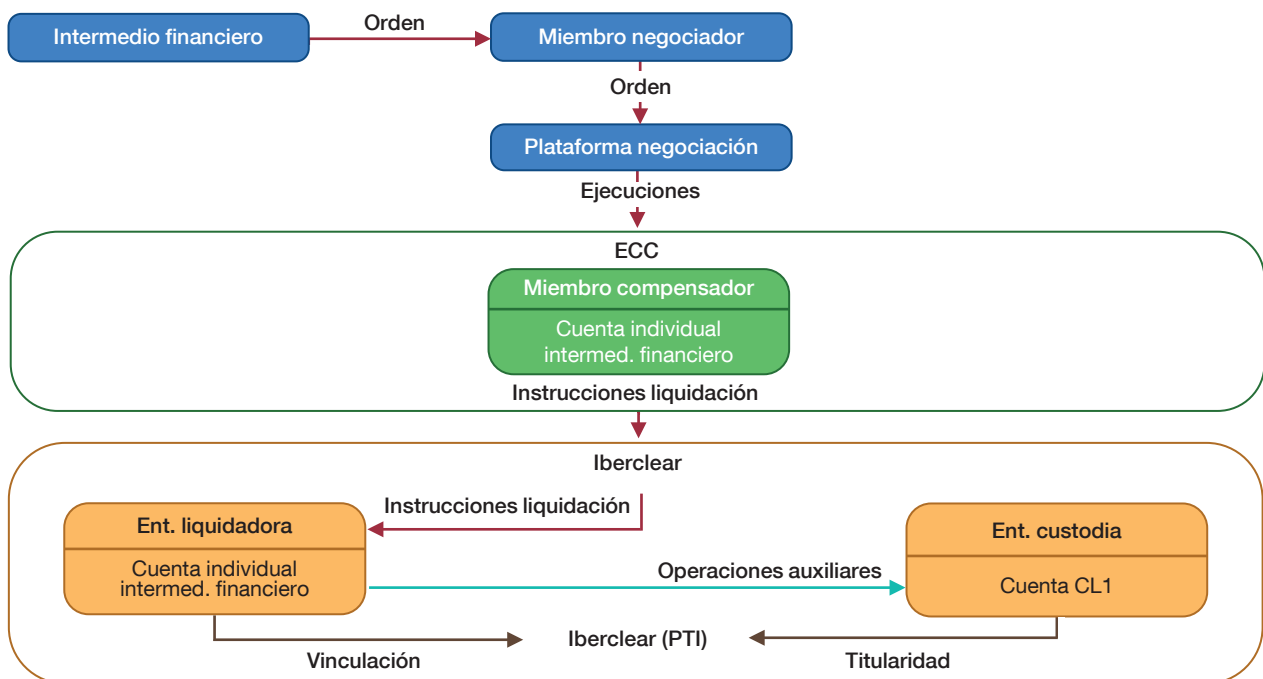 Intermedio financiero
Orden
Miembro negociador
Orden
Plataforma negociación
Ejecuciones
ECC
Miembro compensador
Cuenta individual
intermed. financiero
Instrucciones liquidación
Iberclear
Instrucciones liquidación
Ent. liquidadora
Cuenta individual
intermed. financiero
Operaciones auxiliares
Ent. custodia
Cuenta CL1
Iberclear (PTI)
Vinculación
Titularidad